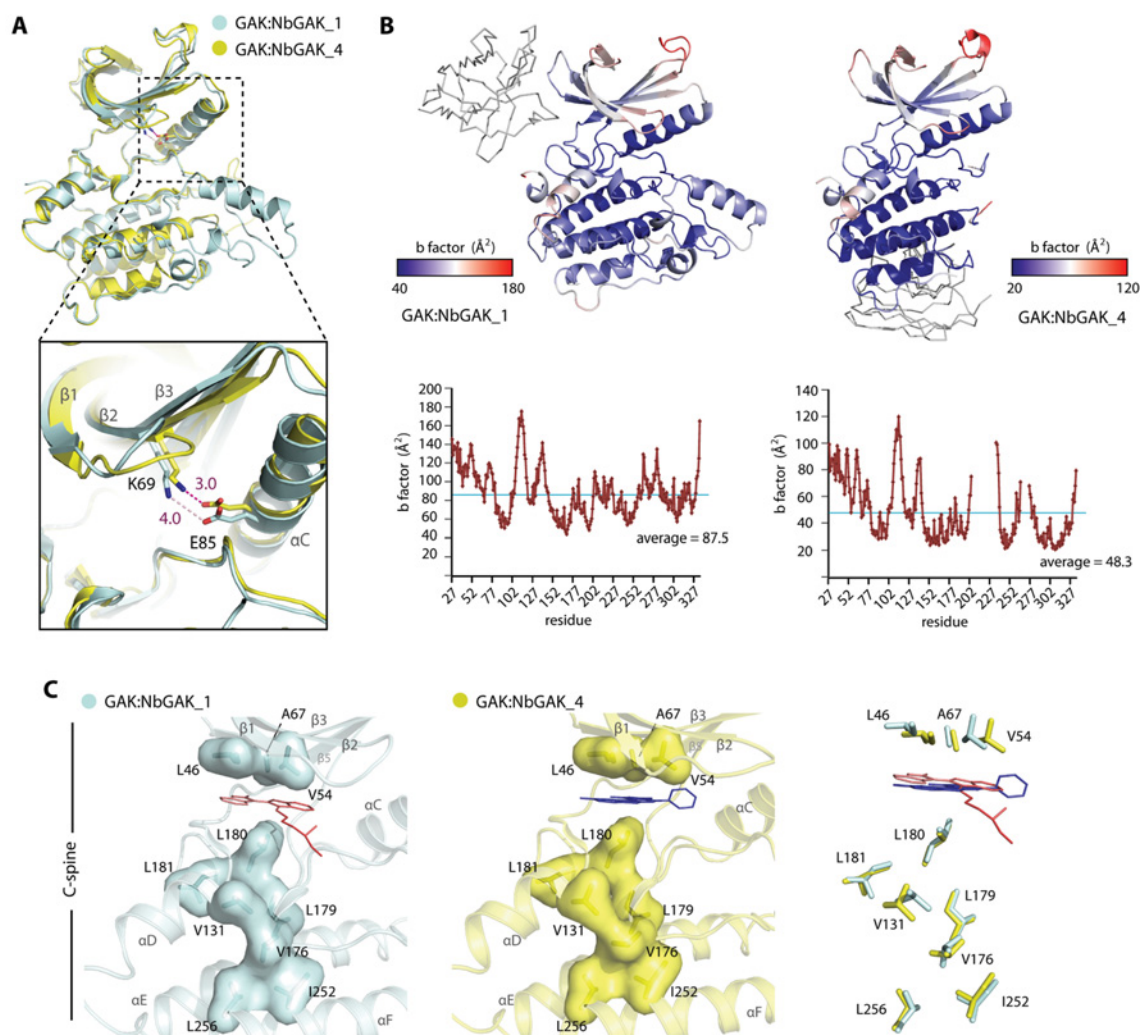 A
GAK:NbGAK_1
GAK:NbGAK_4
β1
β2
β3
K69
3.0
4.0
E85
αC
B
b factor (Å²)
40
180
GAK:NbGAK_1
b factor (Å²)
20
120
GAK:NbGAK_4
b factor (Å²)
200
180
160
140
120
100
80
60
40
20
0
average = 87.5
27
52
77
102
127
152
177
202
227
252
277
302
327
residue
b factor (Å²)
140
120
100
80
60
40
20
0
average = 48.3
27
52
77
102
127
152
177
202
227
252
277
302
327
residue
C
GAK:NbGAK_1
C-spine
A67
β1
β3
β5
β2
L46
V54
αC
L180
L181
L179
V131
V176
αD
αE
I252
L256
αF
GAK:NbGAK_4
A67
β1
β3
β5
β2
L46
V54
αC
L180
L181
L179
V131
V176
αD
αE
I252
L256
αF
L46
A67
V54
L180
L181
L179
V131
V176
L256
I252